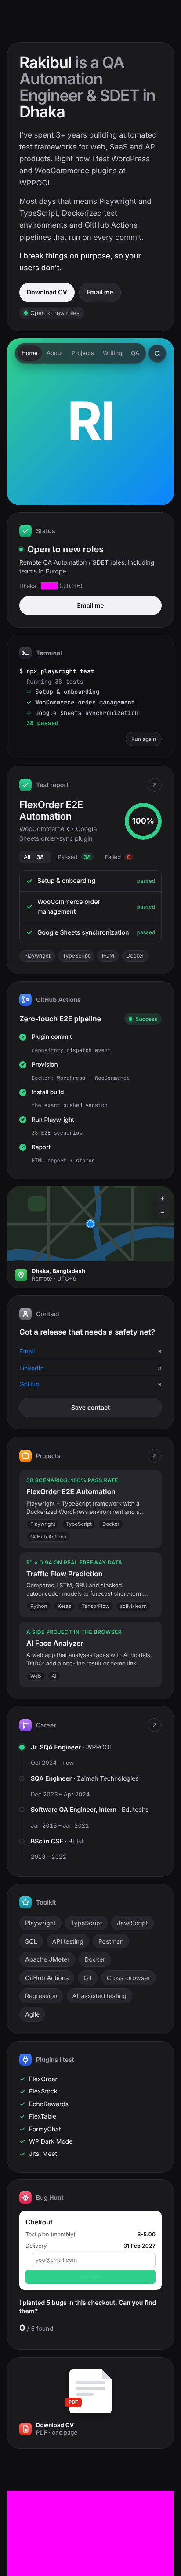 Rakibul is a QA
Automation
Engineer & SDET in
Dhaka
I've spent 3+ years building automated
test frameworks for web, SaaS and API
products. Right now I test WordPress
and WooCommerce plugins at
WPPOOL.
Most days that means Playwright and
TypeScript, Dockerized test
environments and GitHub Actions
pipelines that run on every commit.
I break things on purpose, so your
users don't.
Download CV
Email me
Open to new roles
Home
About
Projects
Writing
QA
RI
Status
Open to new roles
Remote QA Automation / SDET roles, including
teams in Europe.
Dhaka ·
(UTC+6)
Email me
Terminal
$ npx playwright test
Running 38 tests
✓ Setup & onboarding
✓ WooCommerce order management
✓ Google Sheets synchronization
38 passed
Run again
Test report
FlexOrder E2E
Automation
WooCommerce ↔ Google
Sheets order-sync plugin
100%
All 38
Passed 38
Failed 0
Setup & onboarding passed
WooCommerce order
management passed
Google Sheets synchronization passed
Playwright
TypeScript
POM
Docker
GitHub Actions
Zero-touch E2E pipeline
Success
Plugin commit
repository_dispatch event
Provision
Docker: WordPress + WooCommerce
Install build
the exact pushed version
Run Playwright
38 E2E scenarios
Report
HTML report + status
+
−
Dhaka, Bangladesh
Remote · UTC+6
Contact
Got a release that needs a safety net?
Email
LinkedIn
GitHub
Save contact
Projects
38 SCENARIOS. 100% PASS RATE.
FlexOrder E2E Automation
Playwright + TypeScript framework with a
Dockerized WordPress environment and a...
Playwright
TypeScript
Docker
GitHub Actions
R² = 0.94 ON REAL FREEWAY DATA
Traffic Flow Prediction
Compared LSTM, GRU and stacked
autoencoder models to forecast short-term...
Python
Keras
TensorFlow
scikit-learn
A SIDE PROJECT IN THE BROWSER
AI Face Analyzer
A web app that analyses faces with AI models.
TODO: add a one-line result or demo link.
Web
AI
Career
Jr. SQA Engineer · WPPOOL
Oct 2024 – now
SQA Engineer · Zaimah Technologies
Dec 2023 – Apr 2024
Software QA Engineer, intern · Edutechs
Jan 2018 – Jan 2021
BSc in CSE · BUBT
2018 – 2022
Toolkit
Playwright
TypeScript
JavaScript
SQL
API testing
Postman
Apache JMeter
Docker
GitHub Actions
Git
Cross-browser
Regression
AI-assisted testing
Agile
Plugins I test
FlexOrder
FlexStock
EchoRewards
FlexTable
FormyChat
WP Dark Mode
Jitsi Meet
Bug Hunt
Chekout
Test plan (monthly) $-5.00
Delivery 31 Feb 2027
you@email.com
I planted 5 bugs in this checkout. Can you find
them?
0 / 5 found
PDF
Download CV
PDF · one page